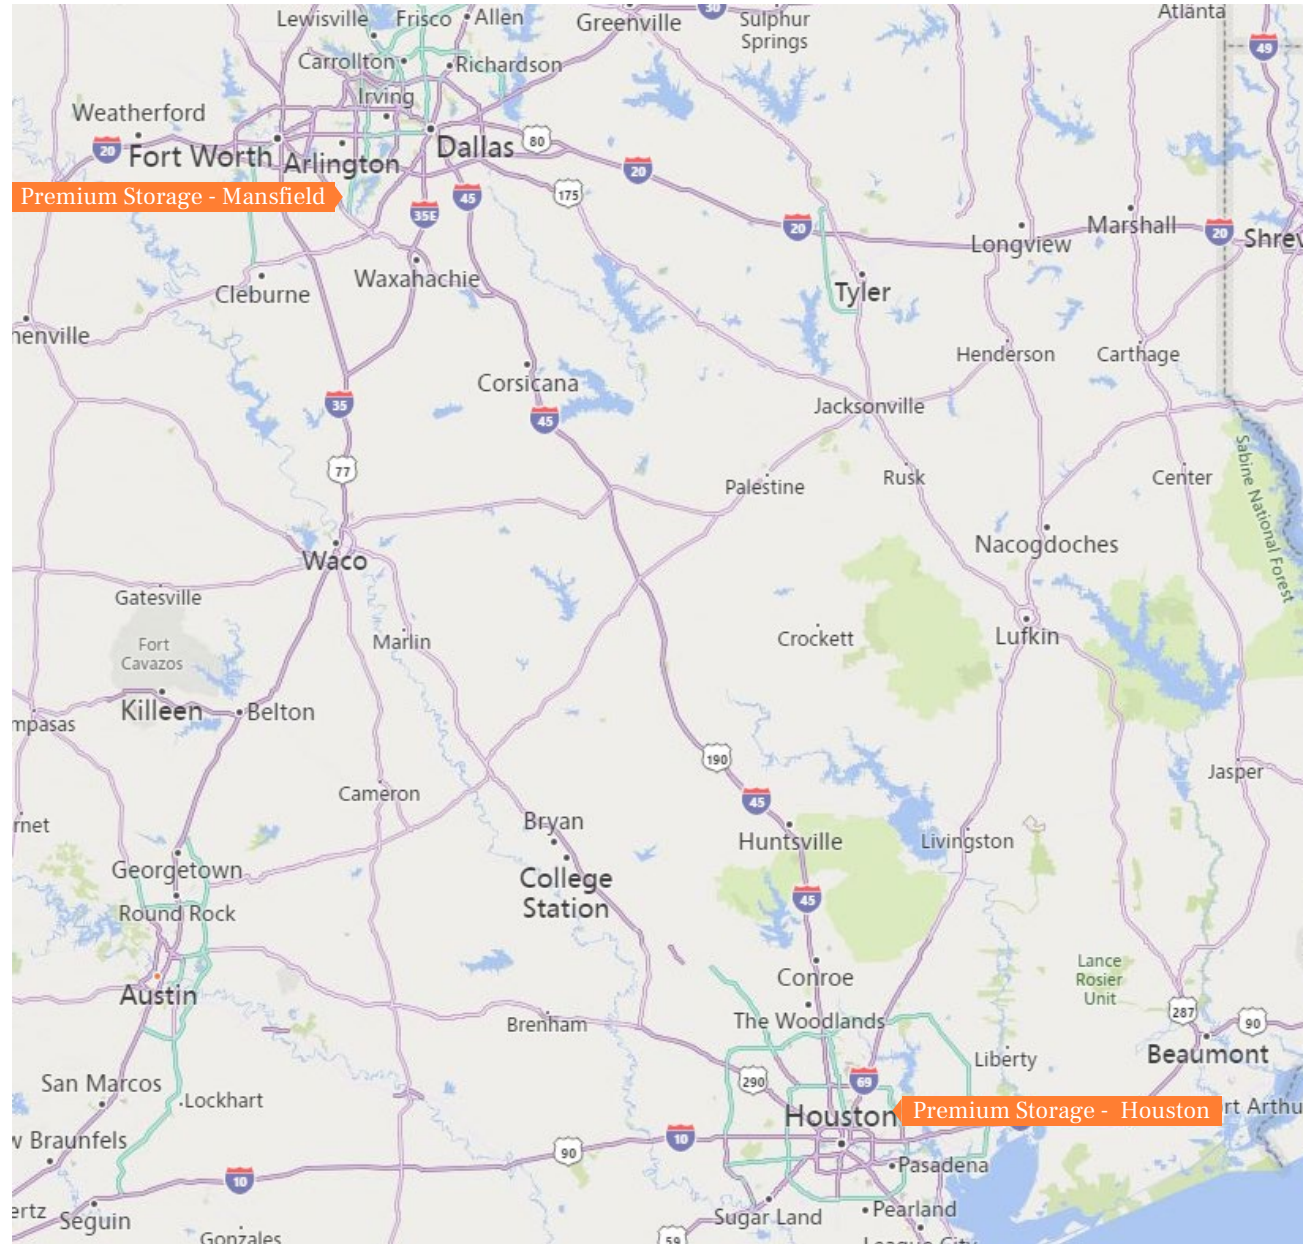 Lewisville
Frisco
Allen
Greenville
30
Sulphur
Springs
Atlanta
49
Carrollton
Richardson
Irving
Weatherford
20
Fort Worth
Arlington
Dallas
80
20
175
Premium Storage - Mansfield
35E
45
20
Longview
Marshall
20
Shrev
Cleburne
Waxahachie
Tyler
henville
Henderson
Carthage
Corsicana
35
45
Jacksonville
77
Palestine
Rusk
Center
Sabine National Forest
Waco
Nacogdoches
Gatesville
Fort
Cavazos
Marlin
Crockett
Lufkin
Killeen
Belton
mpasas
190
Jasper
Cameron
45
rnet
Bryan
Huntsville
Livingston
Georgetown
College
Station
45
Round Rock
Conroe
Lance
Rosier
Unit
Austin
Brenham
The Woodlands
287
90
Liberty
Beaumont
San Marcos
Lockhart
290
69
Houston
Premium Storage - Houston
rt Arthu
w Braunfels
90
10
Pasadena
10
ertz
Seguin
Sugar Land
Pearland
Gonzales
59
League City